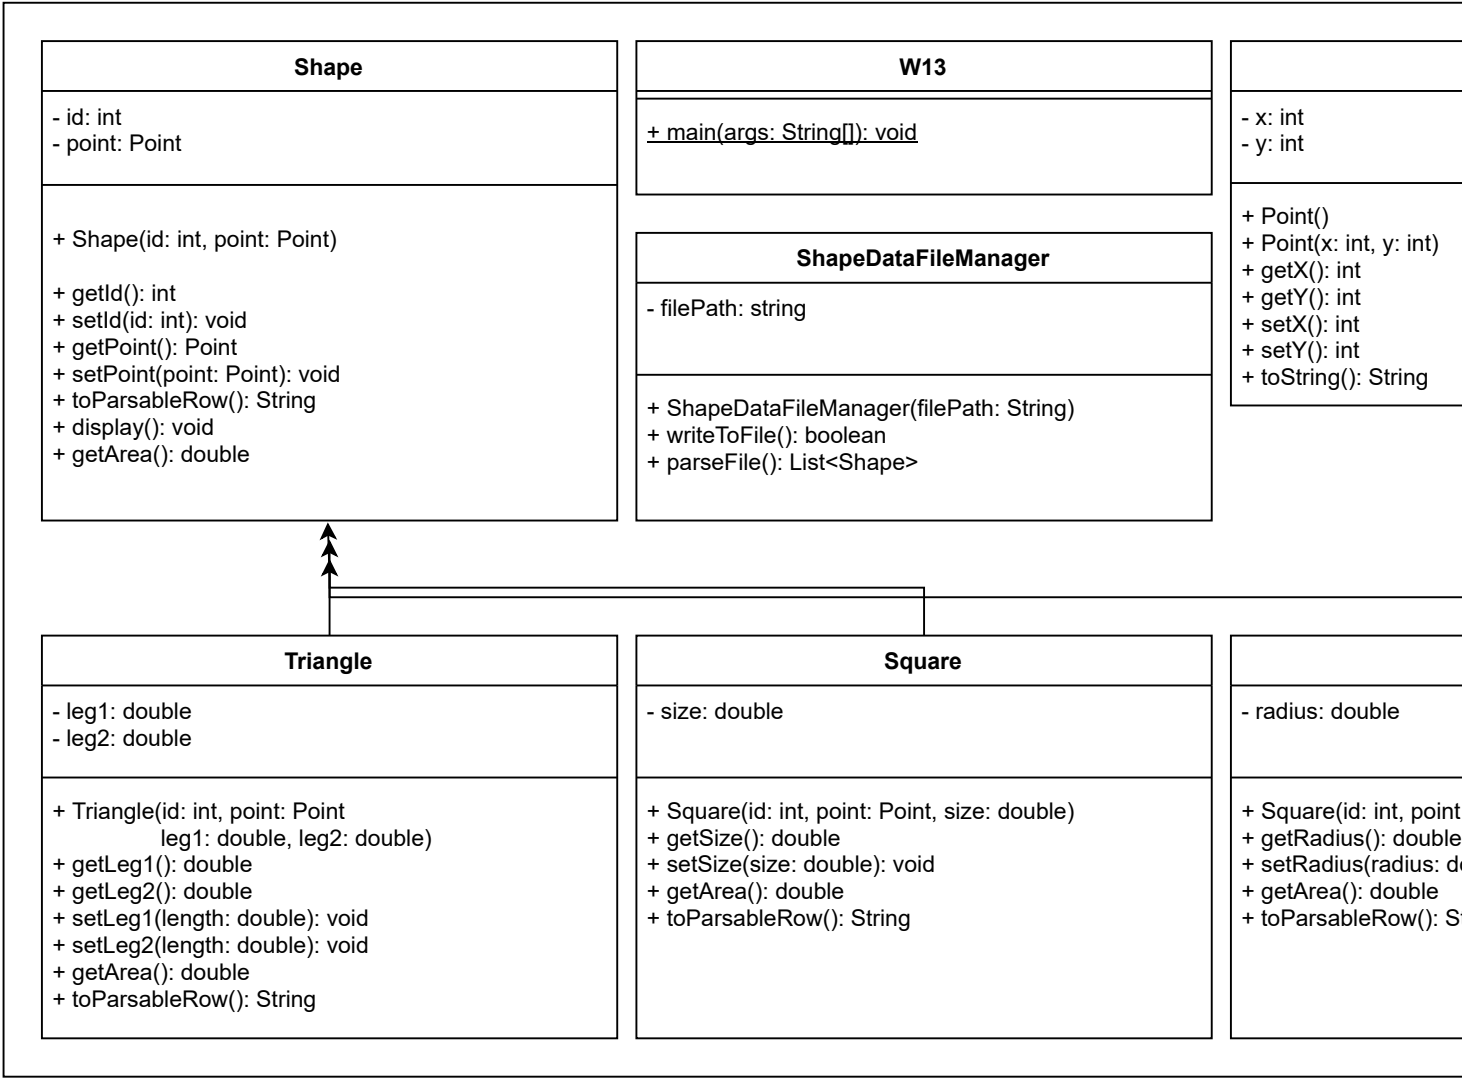 Shape
- id: int
- point: Point
+ Shape(id: int, point: Point)
+ getId(): int
+ setId(id: int): void
+ getPoint(): Point
+ setPoint(point: Point): void
+ toParsableRow(): String
+ display(): void
+ getArea(): double
W13
+ main(args: String[]): void
ShapeDataFileManager
- filePath: string
+ ShapeDataFileManager(filePath: String)
+ writeToFile(): boolean
+ parseFile(): List<Shape>
- x: int
- y: int
+ Point()
+ Point(x: int, y: int)
+ getX(): int
+ getY(): int
+ setX(): int
+ setY(): int
+ toString(): String
Triangle
- leg1: double
- leg2: double
+ Triangle(id: int, point: Point
leg1: double, leg2: double)
+ getLeg1(): double
+ getLeg2(): double
+ setLeg1(length: double): void
+ setLeg2(length: double): void
+ getArea(): double
+ toParsableRow(): String
Square
- size: double
+ Square(id: int, point: Point, size: double)
+ getSize(): double
+ setSize(size: double): void
+ getArea(): double
+ toParsableRow(): String
- radius: double
+ Square(id: int, point
+ getRadius(): double
+ setRadius(radius:
+ getArea(): double
+ toParsableRow():